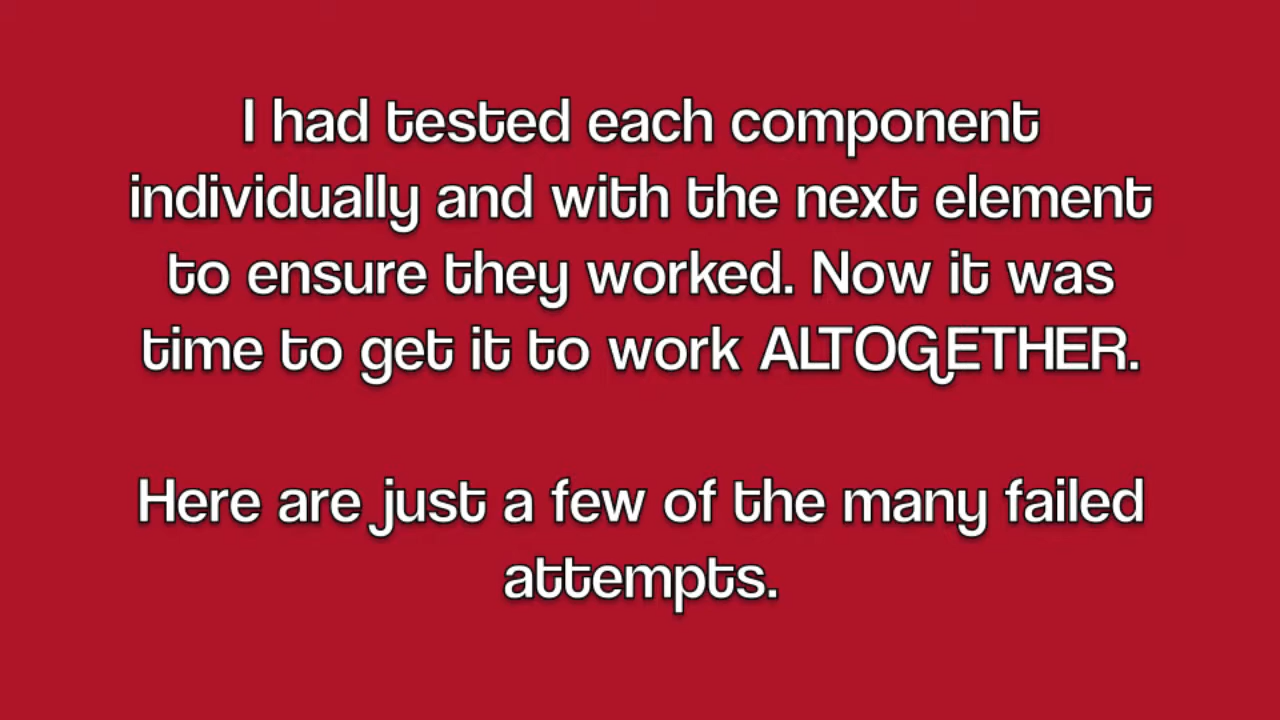 I had tested each component
individually and with the next element
to ensure they worked. Now it was
time to get it to work ALTOGETHER.
Here are just a few of the many failed
attempts.